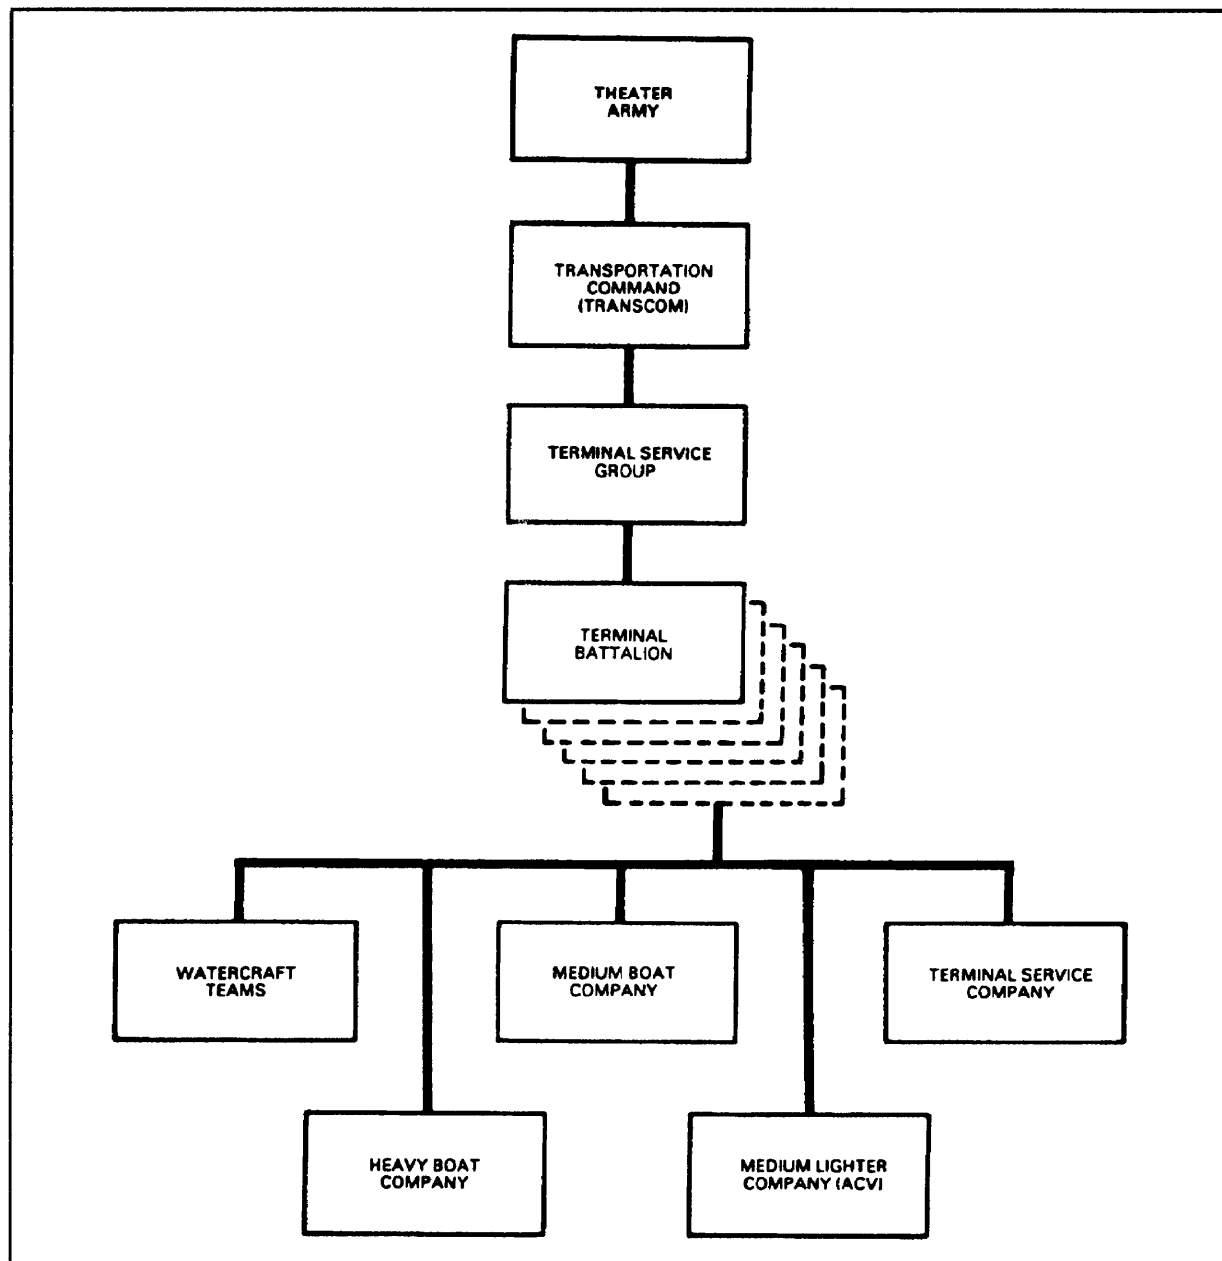 THEATER
ARMY
TRANSPORTATION
COMMAND
(TRANSCOM)
TERMINAL SERVICE
GROUP
TERMINAL
BATTALION
WATERCRAFT
TEAMS
MEDIUM BOAT
COMPANY
TERMINAL SERVICE
COMPANY
HEAVY BOAT
COMPANY
MEDIUM LIGHTER
COMPANY (ACV)